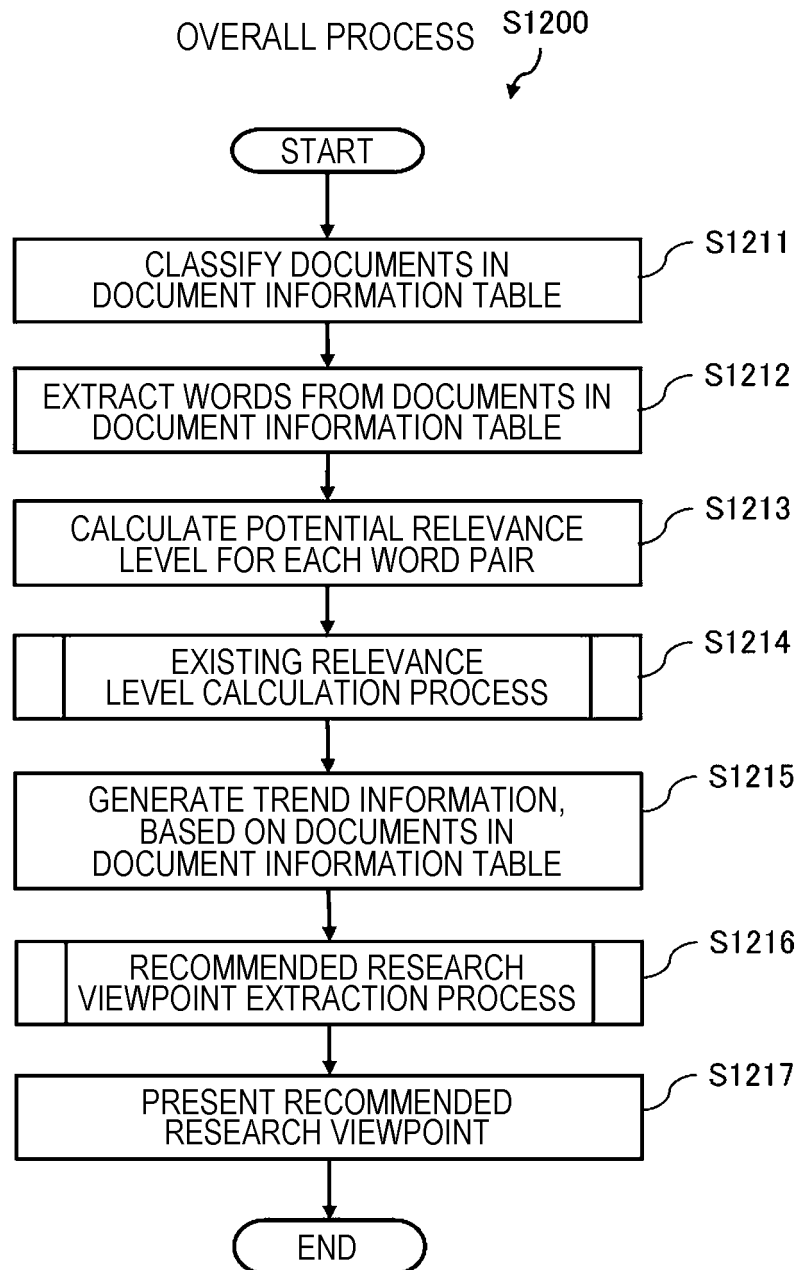 OVERALL PROCESS
S1200
START
CLASSIFY DOCUMENTS IN
DOCUMENT INFORMATION TABLE
S1211
EXTRACT WORDS FROM DOCUMENTS IN
DOCUMENT INFORMATION TABLE
S1212
CALCULATE POTENTIAL RELEVANCE
LEVEL FOR EACH WORD PAIR
S1213
EXISTING RELEVANCE
LEVEL CALCULATION PROCESS
S1214
GENERATE TREND INFORMATION,
BASED ON DOCUMENTS IN
DOCUMENT INFORMATION TABLE
S1215
RECOMMENDED RESEARCH
VIEWPOINT EXTRACTION PROCESS
S1216
PRESENT RECOMMENDED
RESEARCH VIEWPOINT
S1217
END